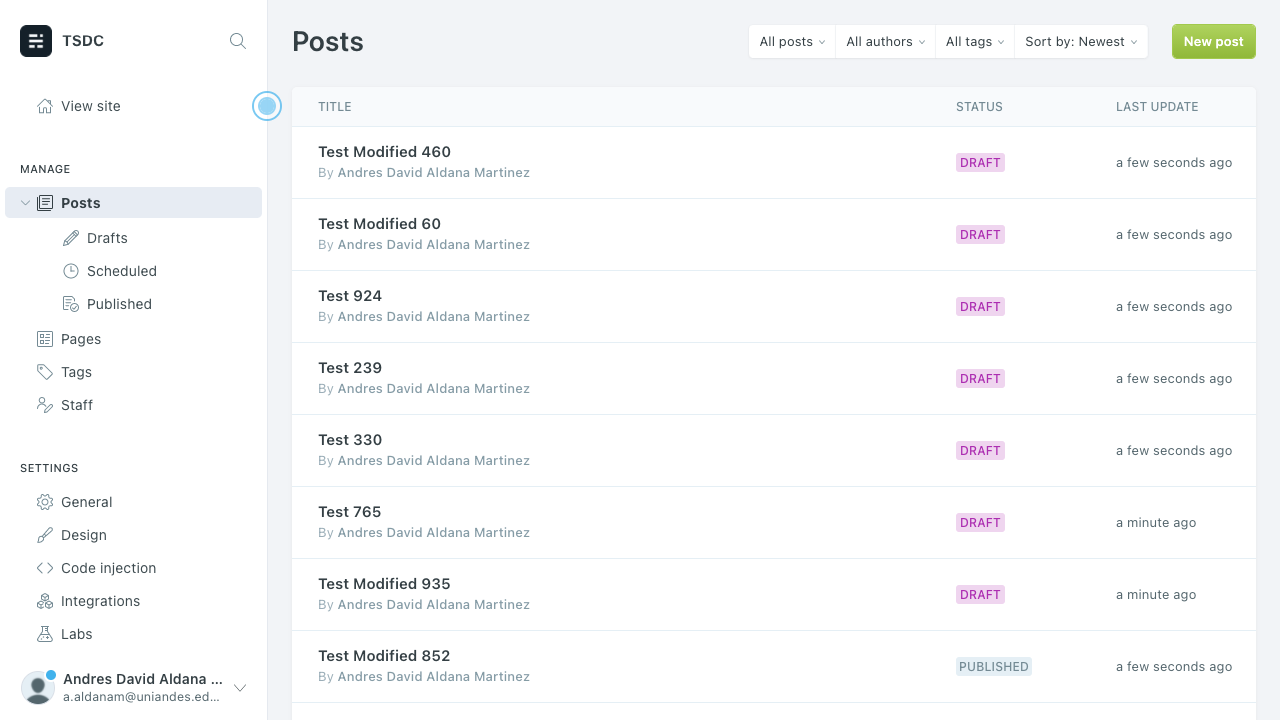 TSDC
View site
MANAGE
Posts
Drafts
Scheduled
Published
Pages
Tags
Staff
SETTINGS
General
Design
Code injection
Integrations
Labs
Andres David Aldana ...
a.aldanam@uniandes.ed...
Posts
All posts
All authors
All tags
Sort by: Newest
New post
TITLE STATUS LAST UPDATE
Test Modified 460
By Andres David Aldana Martinez
DRAFT
a few seconds ago
Test Modified 60
By Andres David Aldana Martinez
DRAFT
a few seconds ago
Test 924
By Andres David Aldana Martinez
DRAFT
a few seconds ago
Test 239
By Andres David Aldana Martinez
DRAFT
a few seconds ago
Test 330
By Andres David Aldana Martinez
DRAFT
a few seconds ago
Test 765
By Andres David Aldana Martinez
DRAFT
a minute ago
Test Modified 935
By Andres David Aldana Martinez
DRAFT
a minute ago
Test Modified 852
By Andres David Aldana Martinez
PUBLISHED
a few seconds ago